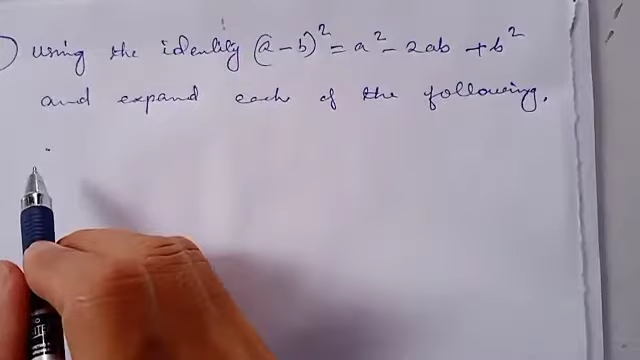 ) Using the identity (a - b)² = a² - 2ab + b²
and expand each of the following.